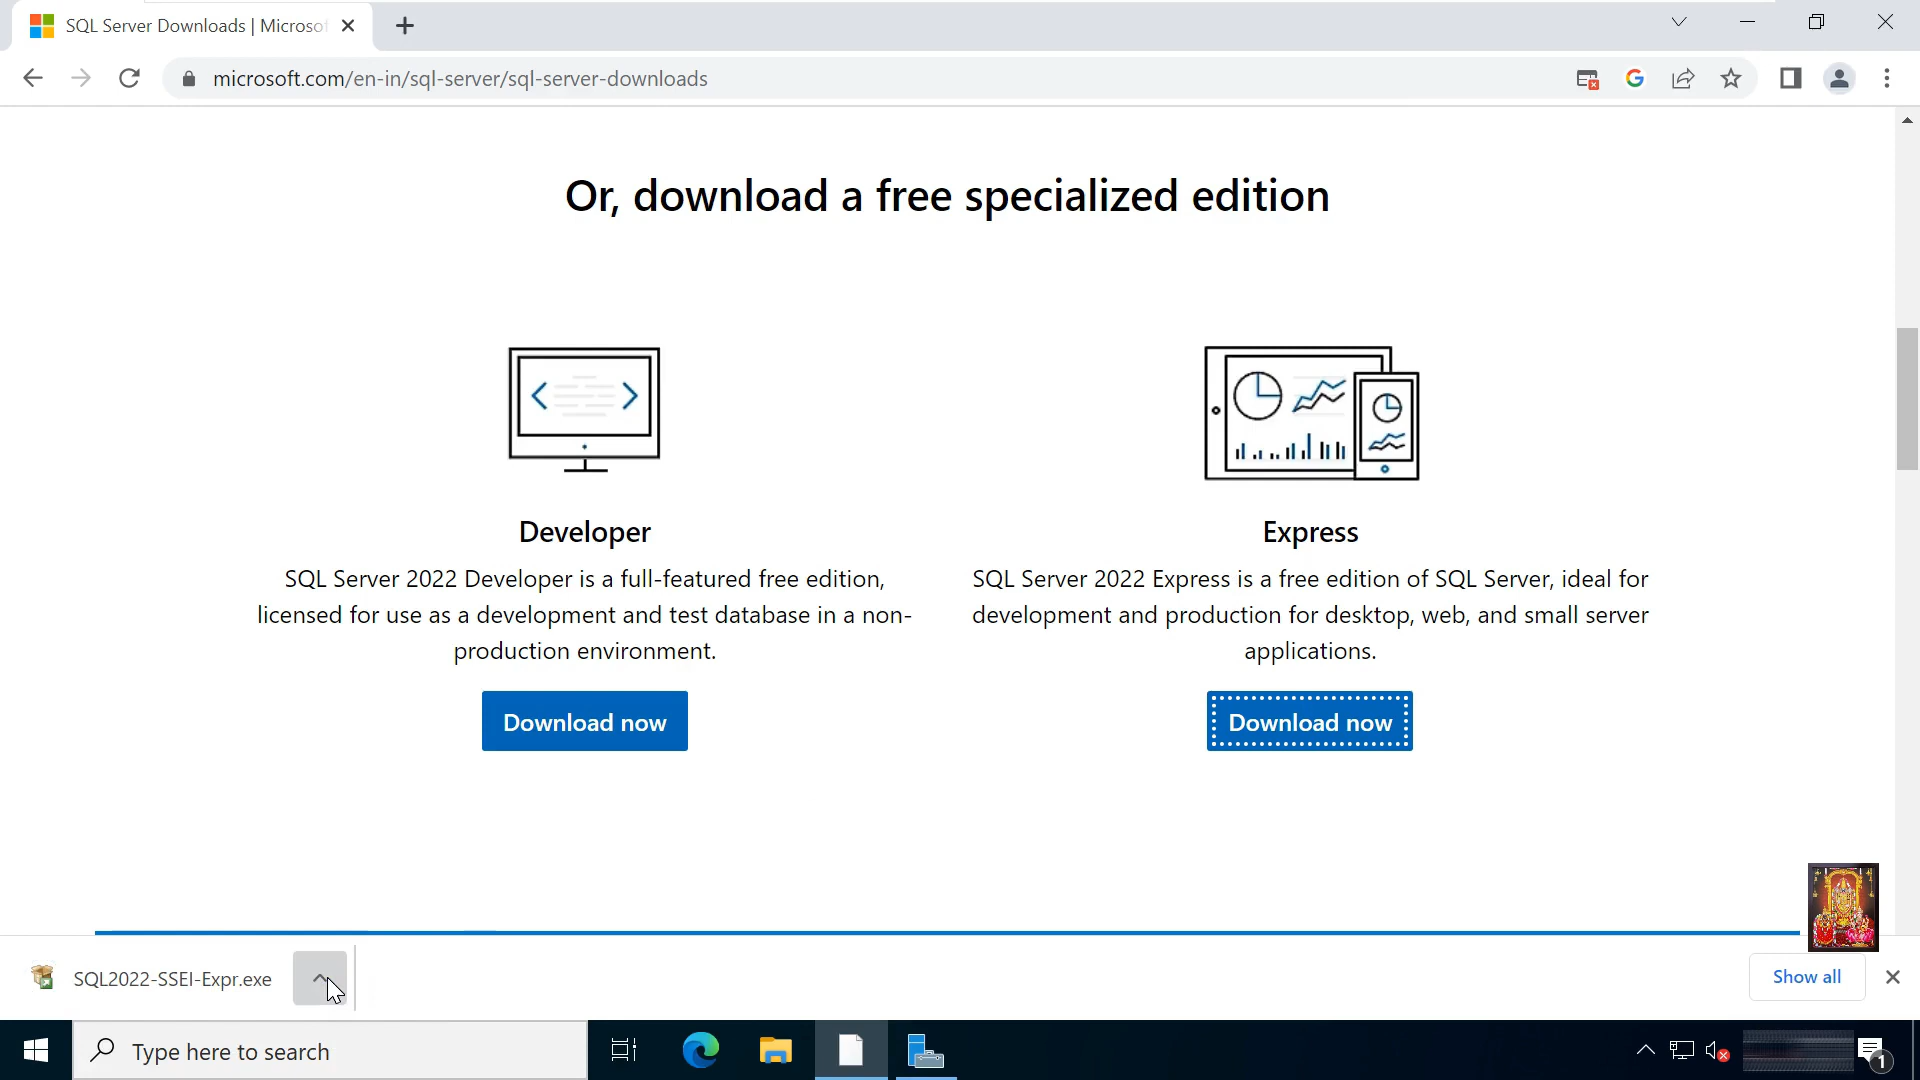 SQL Server Downloads | Microso
microsoft.com/en-in/sql-server/sql-server-downloads
Or, download a free specialized edition
Developer
SQL Server 2022 Developer is a full-featured free edition,
licensed for use as a development and test database in a non-
production environment.
Download now
Express
SQL Server 2022 Express is a free edition of SQL Server, ideal for
development and production for desktop, web, and small server
applications.
Download now
SQL2022-SSEI-Expr.exe
Show all
Type here to search
1